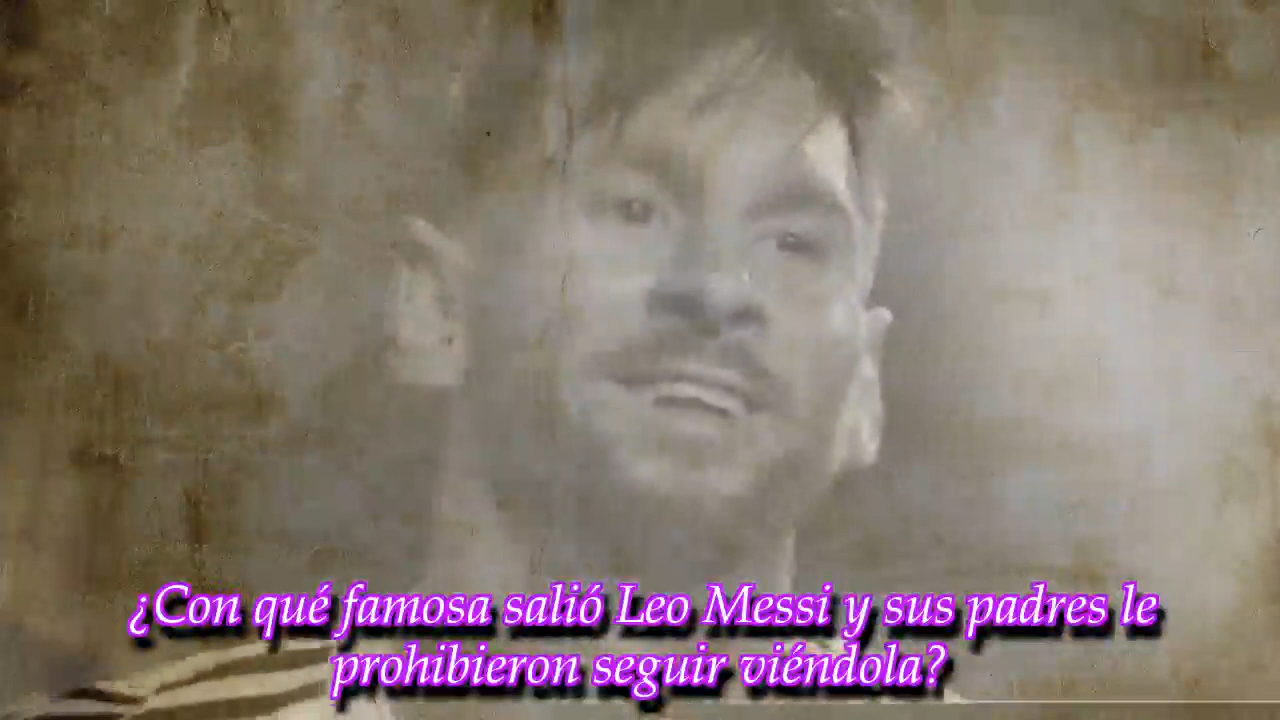 ¿Con qué famosa salió Leo Messi y sus padres le
prohibieron seguir viéndola?